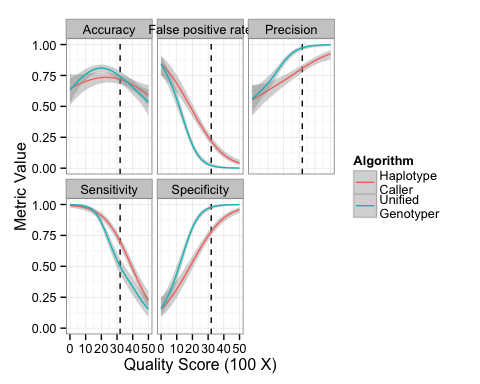 Accuracy
False positive rate
Precision
1.00
0.75
0.50
0.25
0.00
Sensitivity
Specificity
1.00
0.75
0.50
0.25
0.00
0 10 20 30 40 50
0 10 20 30 40 50
Quality Score (100 X)
Metric Value
Algorithm
Haplotype
Caller
Unified
Genotyper